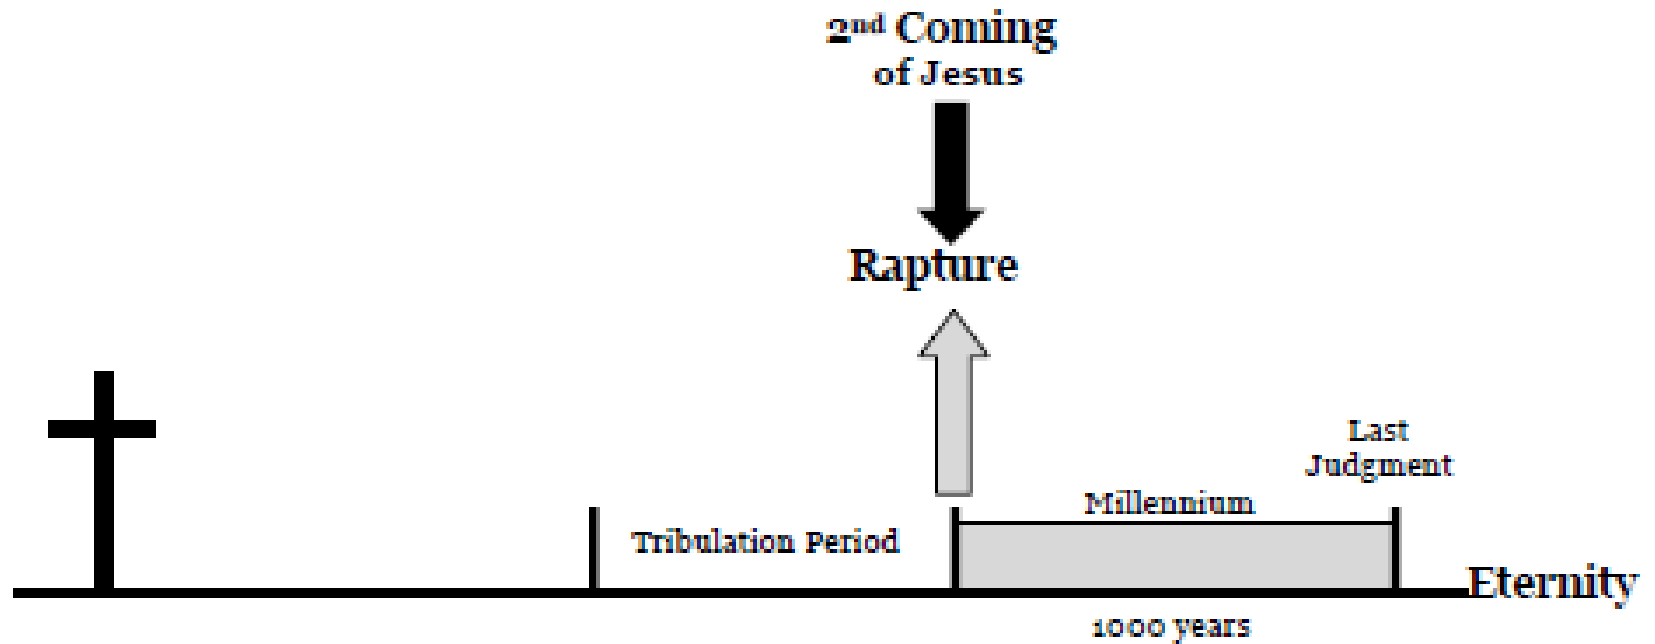 2nd Coming
of Jesus
Rapture
Last
Judgment
Millennium
Tribulation Period
Eternity
1000 years